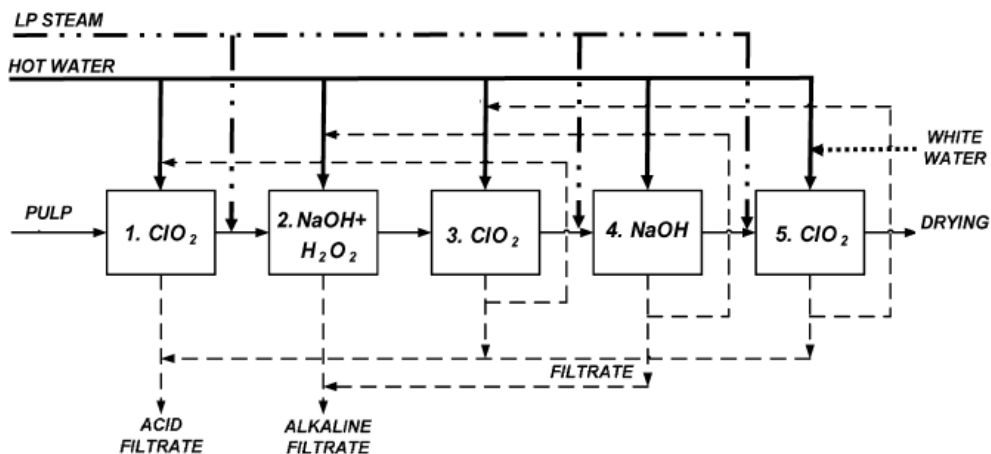 LP STEAM
HOT WATER
WHITE
WATER
PULP
1. ClO2
2. NaOH+
H2O2
3. ClO2
4. NaOH
5. ClO2
DRYING
FILTRATE
ACID
FILTRATE
ALKALINE
FILTRATE